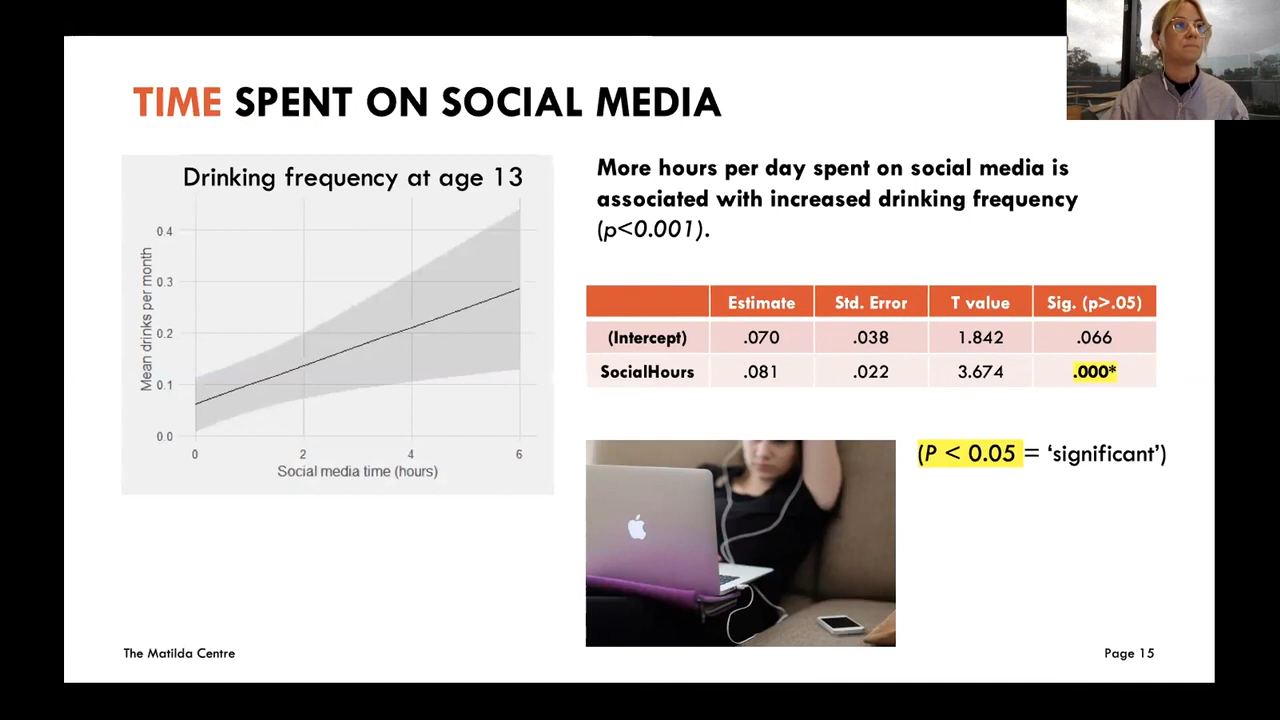 TIME SPENT ON SOCIAL MEDIA
Drinking frequency at age 13
Mean drinks per month
0.4
0.3
0.2
0.1
0.0
0
2
4
6
Social media time (hours)
More hours per day spent on social media is
associated with increased drinking frequency
(p<0.001).
Estimate Std. Error T value Sig. (p>.05)
(Intercept) .070 .038 1.842 .066
SocialHours .081 .022 3.674 .000*
(P < 0.05 = ‘significant’)
The Matilda Centre
Page 15